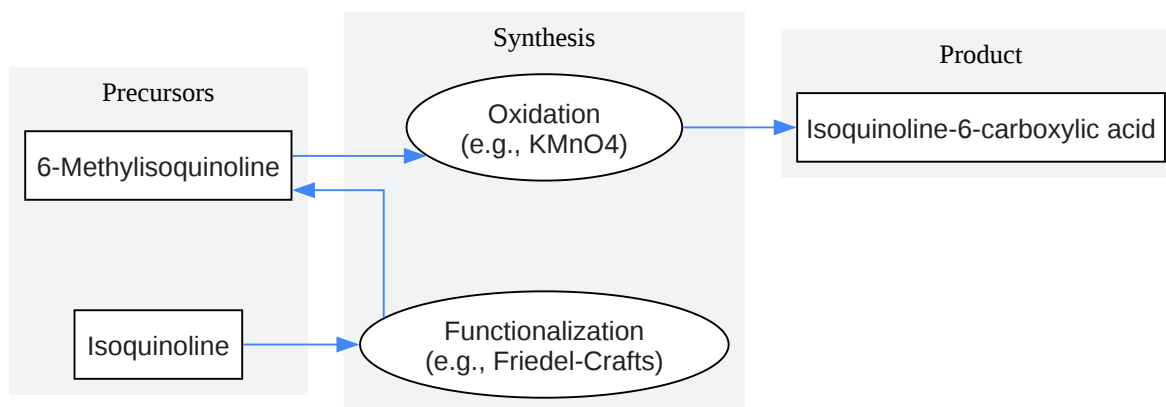 Precursors
6-Methylisoquinoline
Isoquinoline
Synthesis
Oxidation
(e.g., KMnO4)
Functionalization
(e.g., Friedel-Crafts)
Product
Isoquinoline-6-carboxylic acid